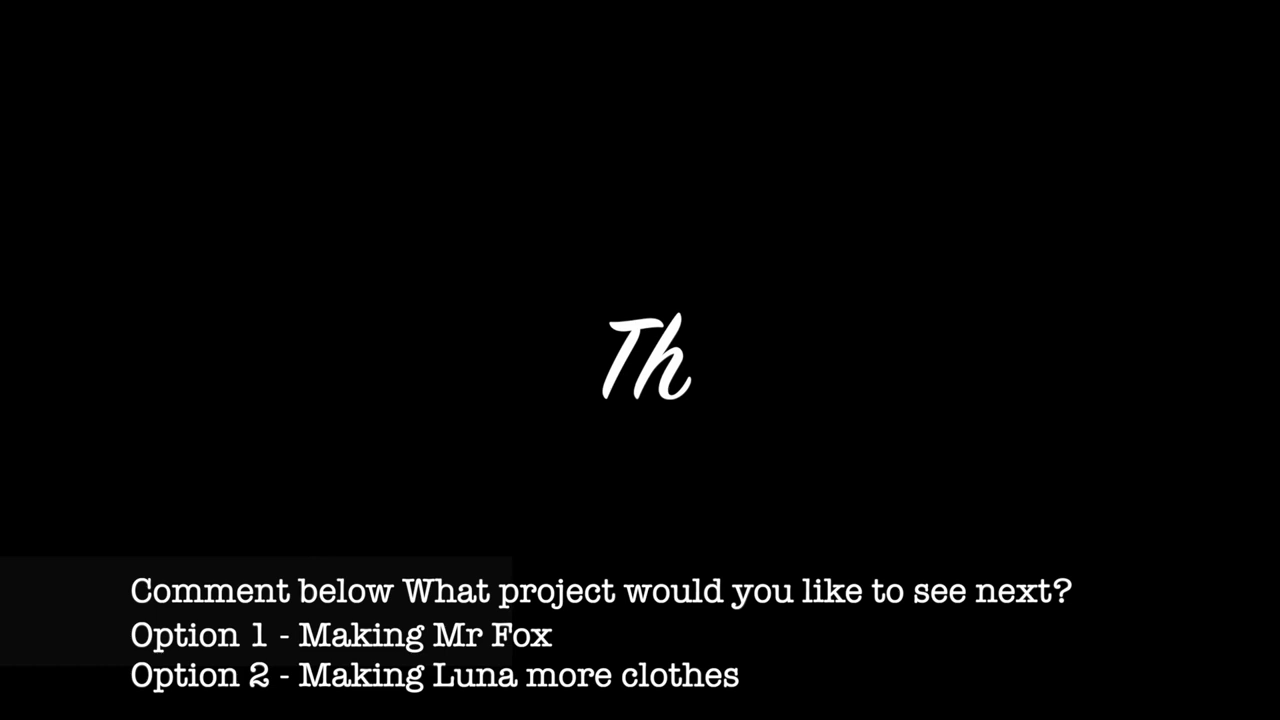 Th
Comment below What project would you like to see next?
Option 1 - Making Mr Fox
Option 2 - Making Luna more clothes